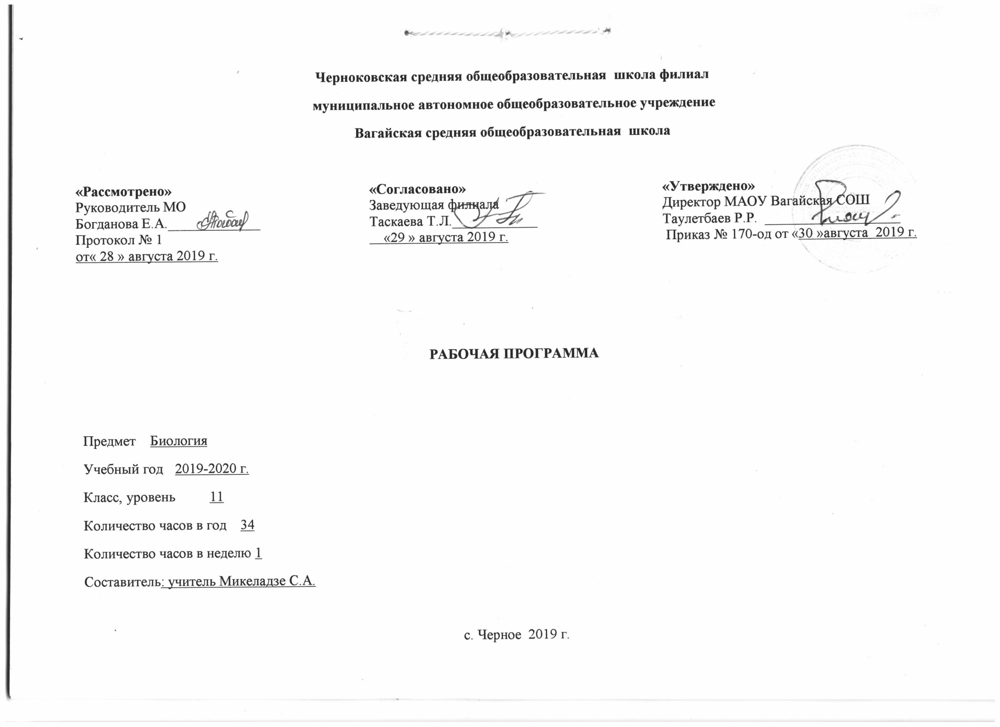 Черноковская средняя общеобразовательная школа филиал
муниципальное автономное общеобразовательное учреждение
Вагайская средняя общеобразовательная школа
«Рассмотрено»
Руководитель МО
Богданова Е.А.
Протокол № 1
от« 28 » августа 2019 г.
«Согласовано»
Заведующая филиала
Таскаева Т.Л.
«29 » августа 2019 г.
«Утверждено»
Директор МАОУ Вагайская СОШ
Таулетбаев Р.Р.
Приказ № 170-од от «30 »августа 2019 г.
РАБОЧАЯ ПРОГРАММА
Предмет Биология
Учебный год 2019-2020 г.
Класс, уровень 11
Количество часов в год 34
Количество часов в неделю 1
Составитель: учитель Микеладзе С.А.
с. Черное 2019 г.